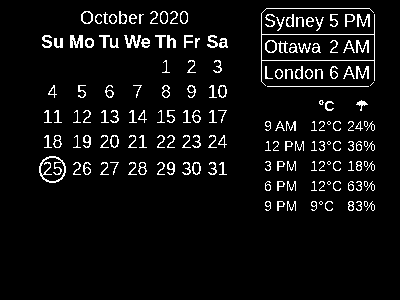 October 2020
Su Mo Tu We Th Fr Sa
1 2 3
4 5 6 7 8 9 10
11 12 13 14 15 16 17
18 19 20 21 22 23 24
25 26 27 28 29 30 31
Sydney 5 PM
Ottawa 2 AM
London 6 AM
°C
9 AM 12°C 24%
12 PM 13°C 36%
3 PM 12°C 18%
6 PM 12°C 63%
9 PM 9°C 83%